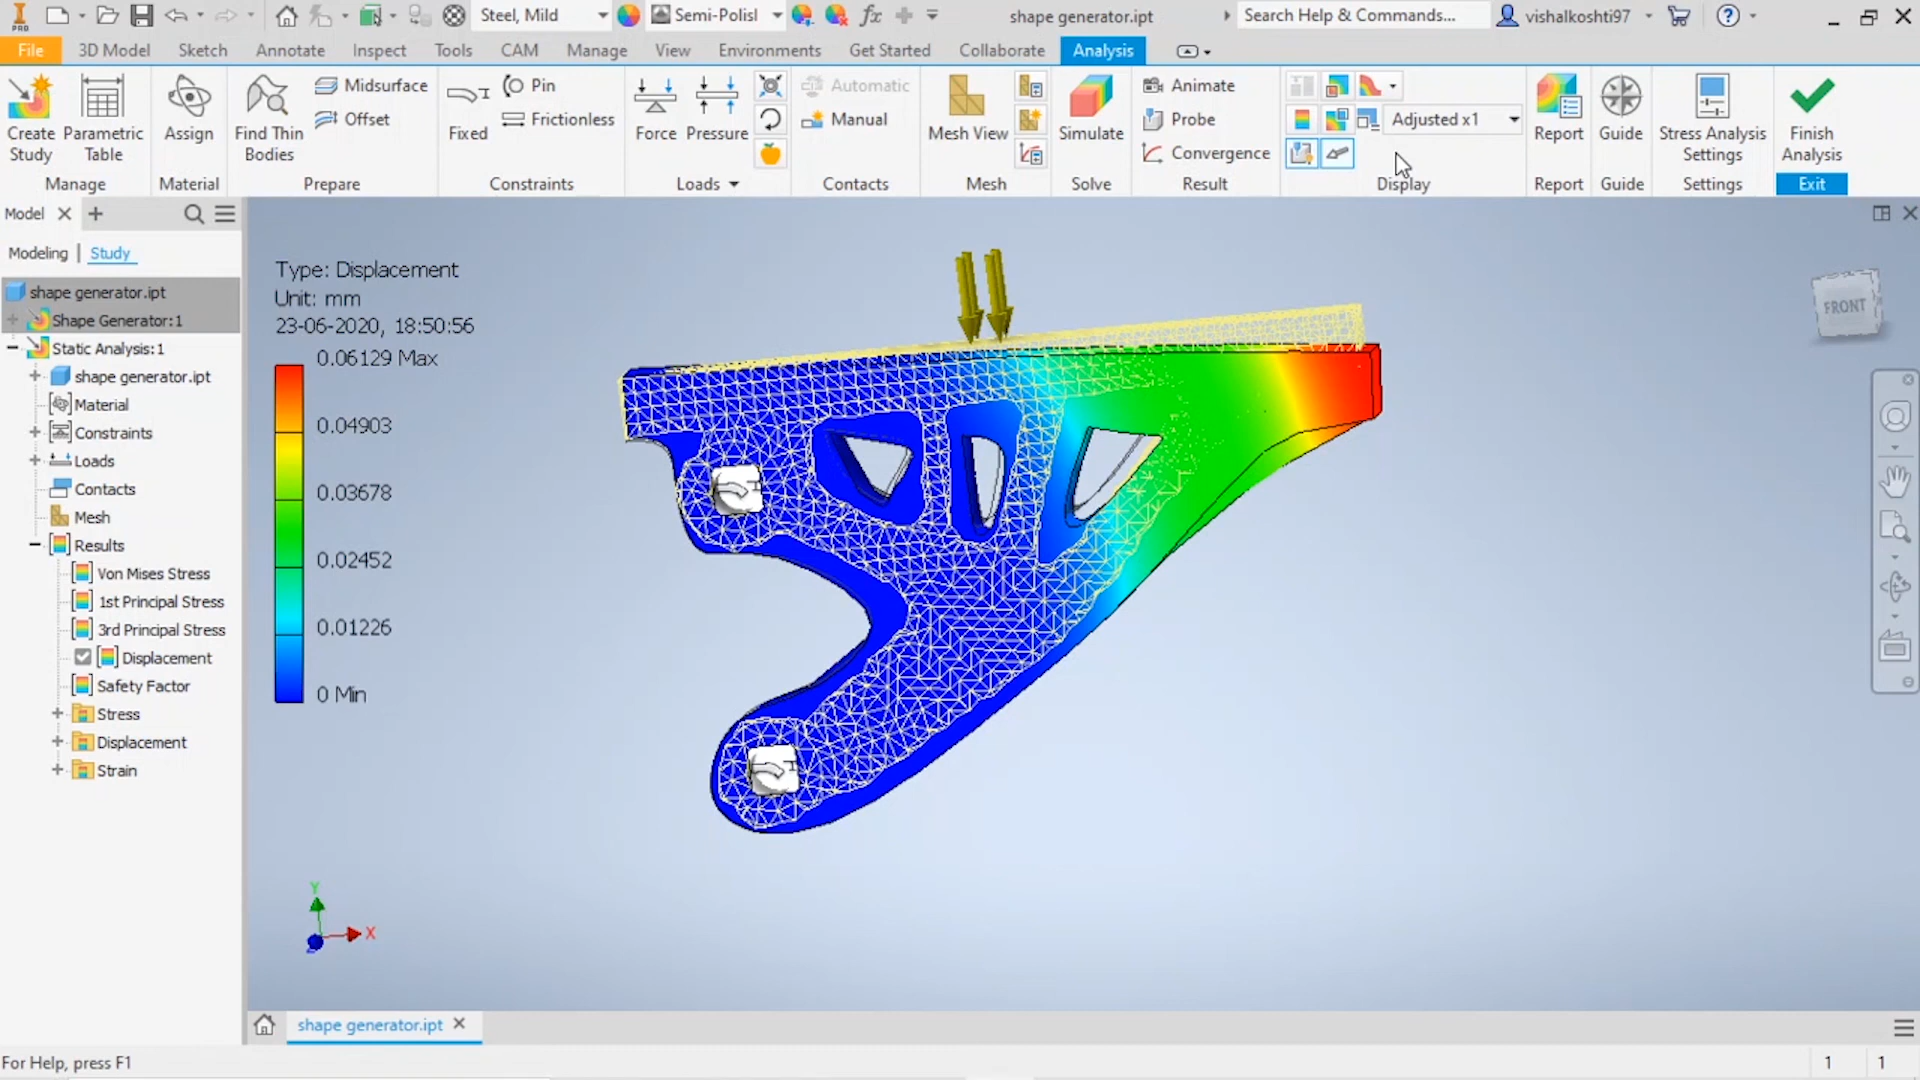 PRO
Steel, Mild
Semi-Polisl
fx
shape generator.ipt
Search Help & Commands...
vishalkoshti97
?
File
3D Model
Sketch
Annotate
Inspect
Tools
CAM
Manage
View
Environments
Get Started
Collaborate
Analysis
Create
Study
Parametric
Table
Manage
Assign
Material
Find Thin
Bodies
Midsurface
Offset
Prepare
Fixed
Pin
Frictionless
Constraints
Force
Pressure
Loads
Automatic
Manual
Contacts
Mesh View
Mesh
Simulate
Solve
Animate
Probe
Convergence
Result
Adjusted x1
Display
Report
Report
Guide
Guide
Stress Analysis
Settings
Settings
Finish
Analysis
Exit
Model
Modeling
Study
shape generator.ipt
Shape Generator:1
Static Analysis:1
shape generator.ipt
Material
Constraints
Loads
Contacts
Mesh
Results
Von Mises Stress
1st Principal Stress
3rd Principal Stress
Displacement
Safety Factor
Stress
Displacement
Strain
Type: Displacement
Unit: mm
23-06-2020, 18:50:56
0.06129 Max
0.04903
0.03678
0.02452
0.01226
0 Min
FRONT
Y
X
Z
shape generator.ipt
For Help, press F1
1
1